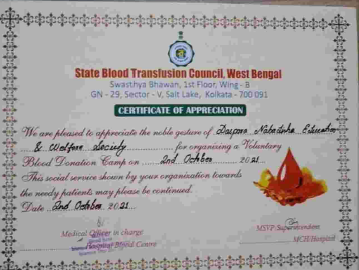 State Blood Transfusion Council, West Bengal
Swasthya Bhawan, 1st Floor, Wing - B
GN - 29, Sector - V, Salt Lake, Kolkata - 700 091
CERTIFICATE OF APPRECIATION
We are pleased to appreciate the noble gesture of Nabadisha Education
& Welfare Society for organising a Voluntary
Blood Donation Camp on 2nd October 2021
This social service shown by your organisation towards
the needy patients may be continued.
Date 2nd October 2021
Medical Officer in charge
Blood Centre
MSVP/Superintendent
Hospital